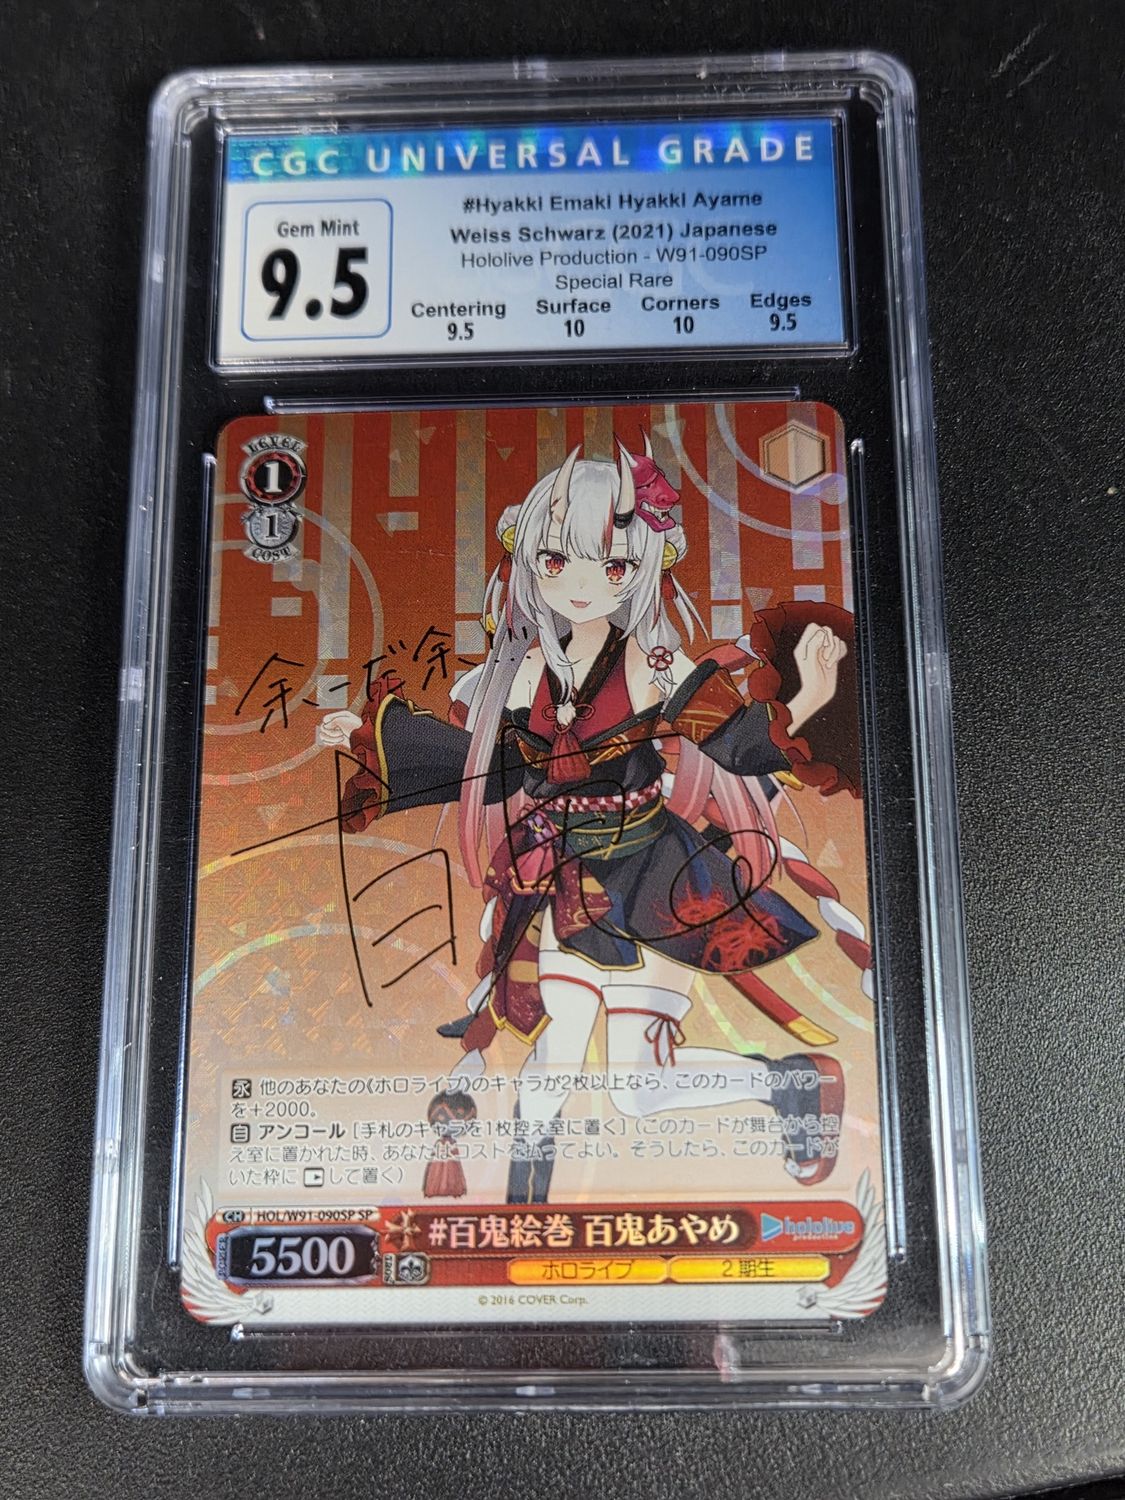 CGC UNIVERSAL GRADE
Gem Mint
9.5
#Hyakki Emaki Hyakki Ayame
Weiss Schwarz (2021) Japanese
Hololive Production - W91-090SP
Special Rare
Centering Surface Corners Edges
9.5 10 10 9.5
LEVEL
1
1
COST
余一だ余、!!!
百鬼
永 他のあなたの《ホロライブ》のキャラが2枚以上なら、このカードのパワー
を+2000。
自 アンコール [手札のキャラを1枚控え室に置く] (このカードが舞台から控
え室に置かれた時、あなたはコストを払ってよい。そうしたら、このカードが
いた枠に して置く)
CH HOL/W91-090SP SP
#百鬼絵巻 百鬼あやめ
hololive
production
POWER 5500 SOUL
ホロライブ 2期生
© 2016 COVER Corp.